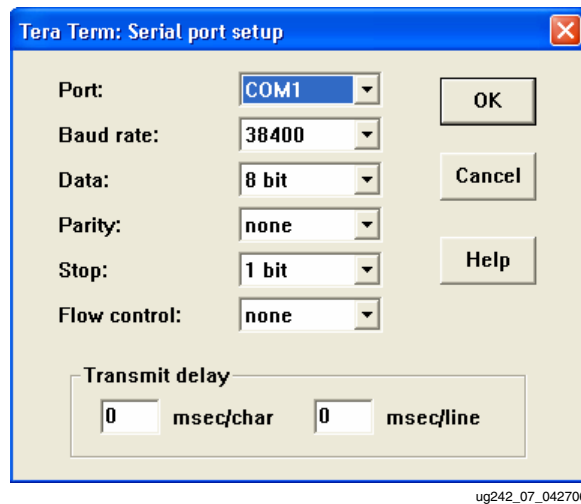 Tera Term: Serial port setup
Port: COM1
OK
Baud rate: 38400
Data: 8 bit
Cancel
Parity: none
Stop: 1 bit
Help
Flow control: none
Transmit delay
0 msec/char 0 msec/line